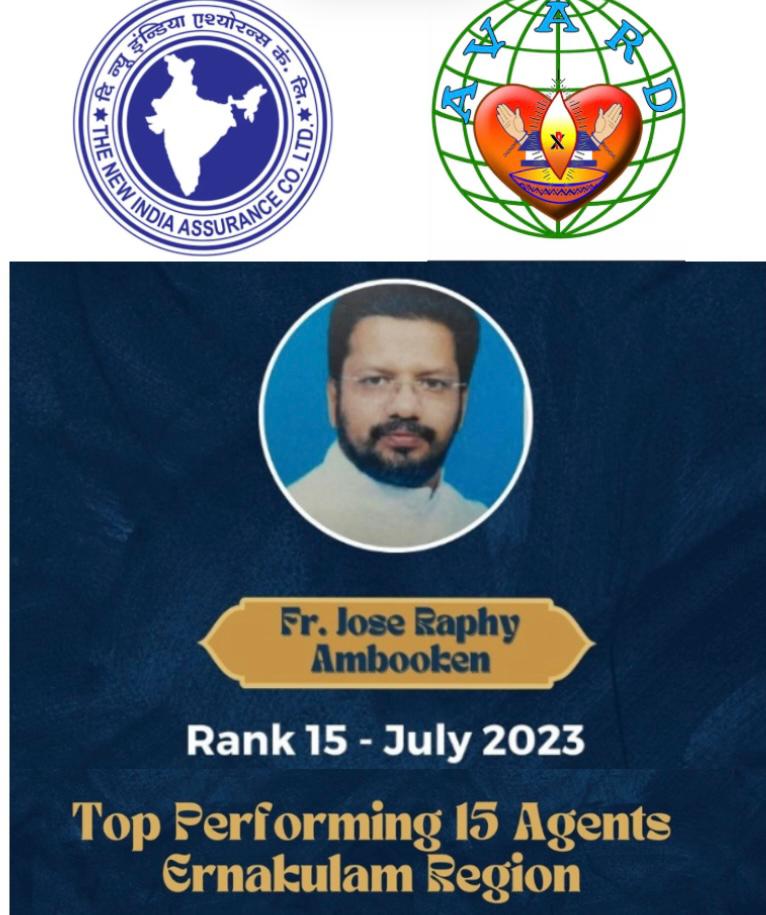 दि न्यू इंन्डिया एश्योरन्स कं. लि.
THE NEW INDIA ASSURANCE CO. LTD.
AVARD
Fr. Jose Raphy
Ambooken
Rank 15 - July 2023
Top Performing 15 Agents
Ernakulam Region